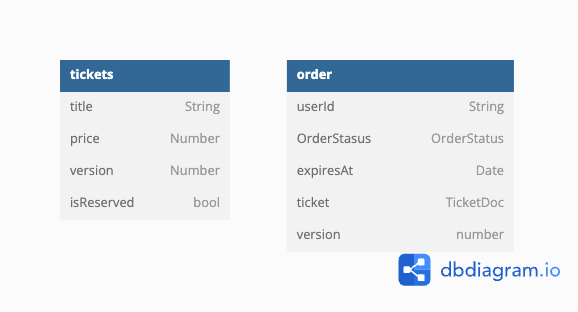 tickets
title String
price Number
version Number
isReserved bool
order
userId String
OrderStasus OrderStatus
expiresAt Date
ticket TicketDoc
version number
dbdiagram.io